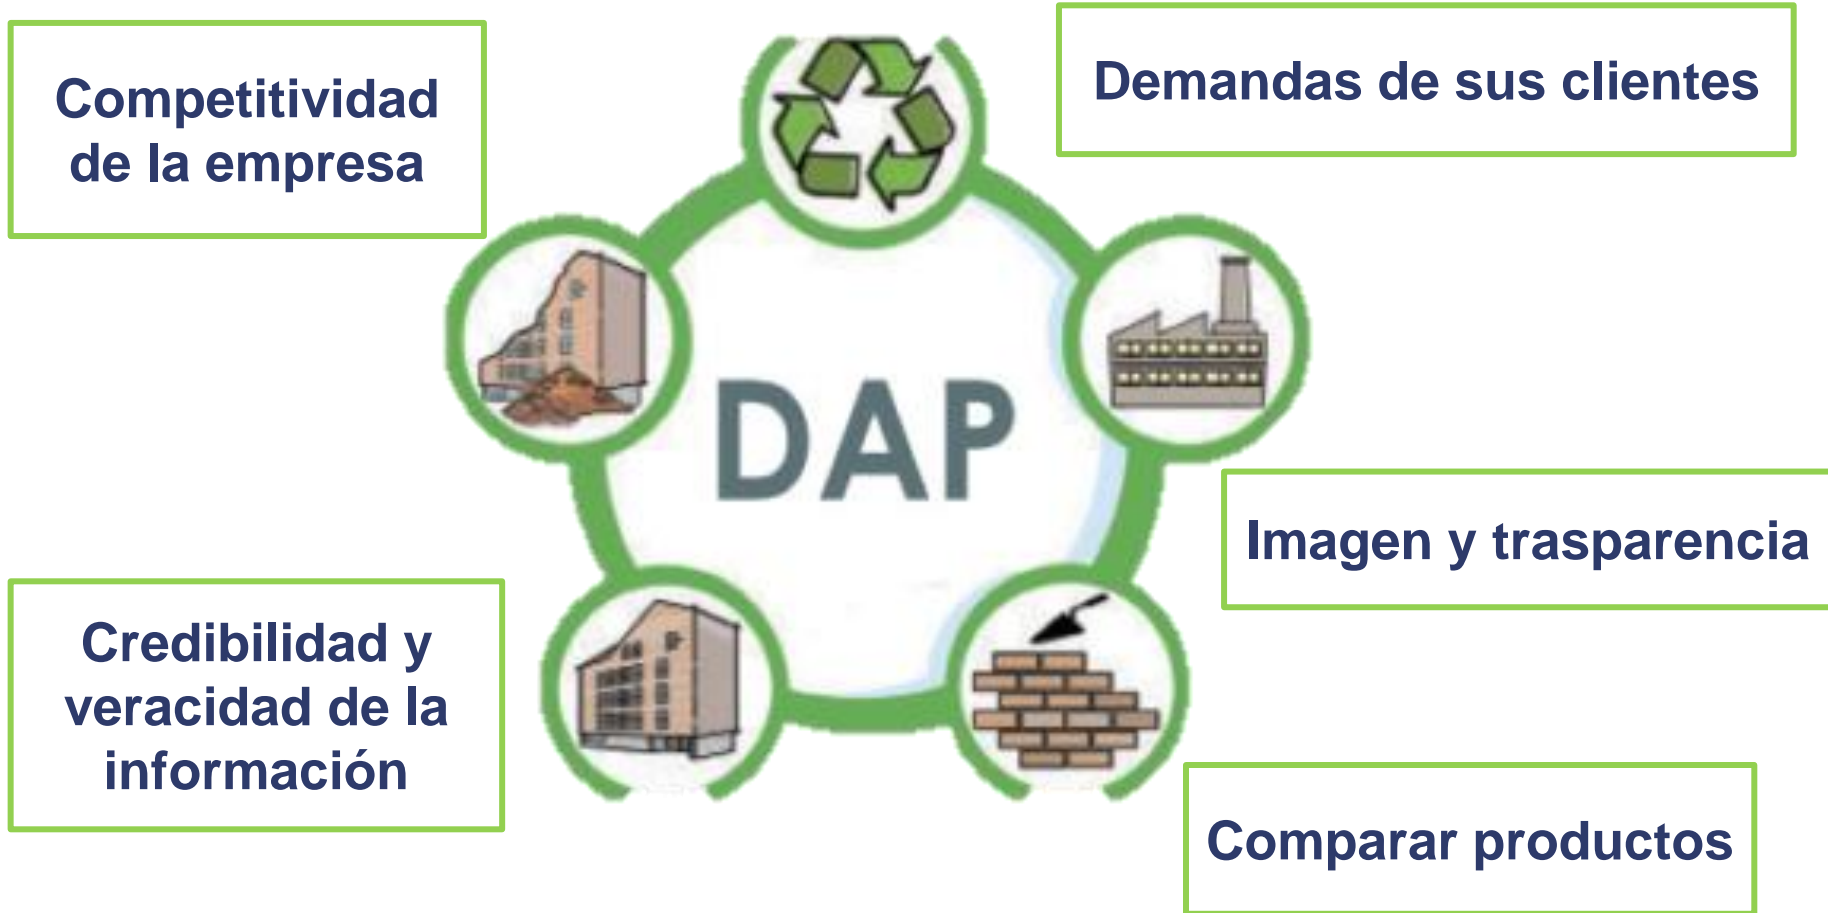 Competitividad
de la empresa
Demandas de sus clientes
DAP
Imagen y trasparencia
Credibilidad y
veracidad de la
información
Comparar productos